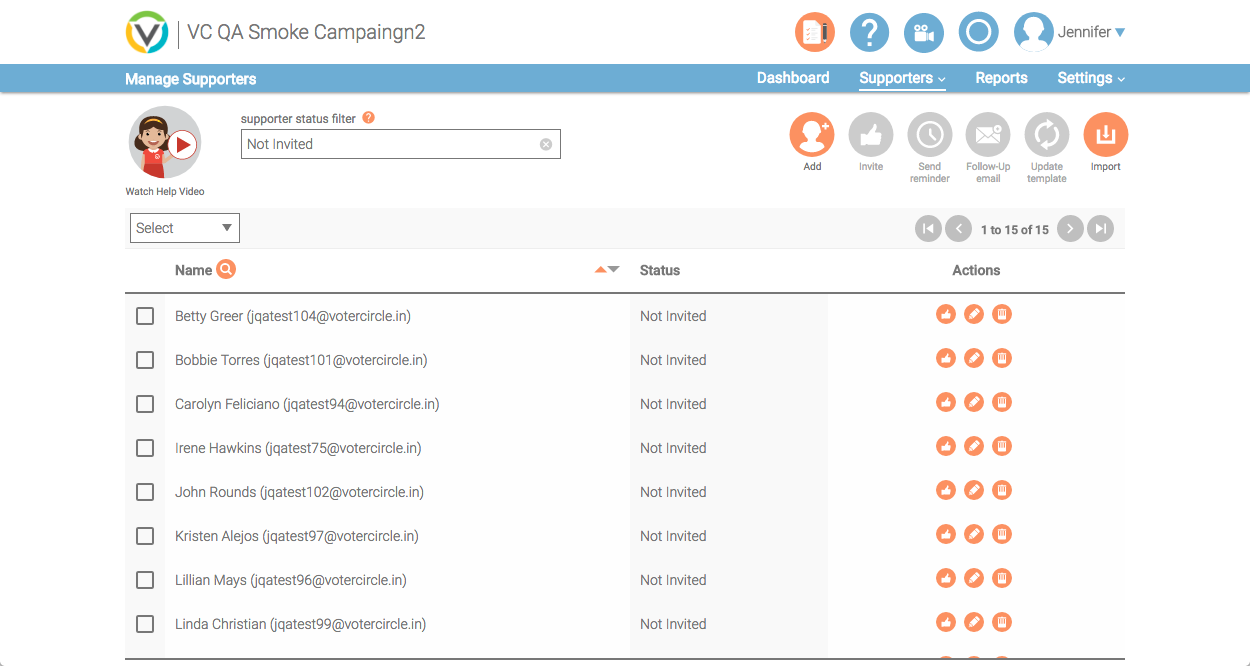 VC QA Smoke Campaingn2
Jennifer
Manage Supporters
Dashboard
Supporters
Reports
Settings
supporter status filter ?
Not Invited
Watch Help Video
Add
Invite
Send reminder
Follow-Up email
Update template
Import
Select
1 to 15 of 15
Name
Status
Actions
Betty Greer (jqatest104@votercircle.in) Not Invited
Bobbie Torres (jqatest101@votercircle.in) Not Invited
Carolyn Feliciano (jqatest94@votercircle.in) Not Invited
Irene Hawkins (jqatest75@votercircle.in) Not Invited
John Rounds (jqatest102@votercircle.in) Not Invited
Kristen Alejos (jqatest97@votercircle.in) Not Invited
Lillian Mays (jqatest96@votercircle.in) Not Invited
Linda Christian (jqatest99@votercircle.in) Not Invited